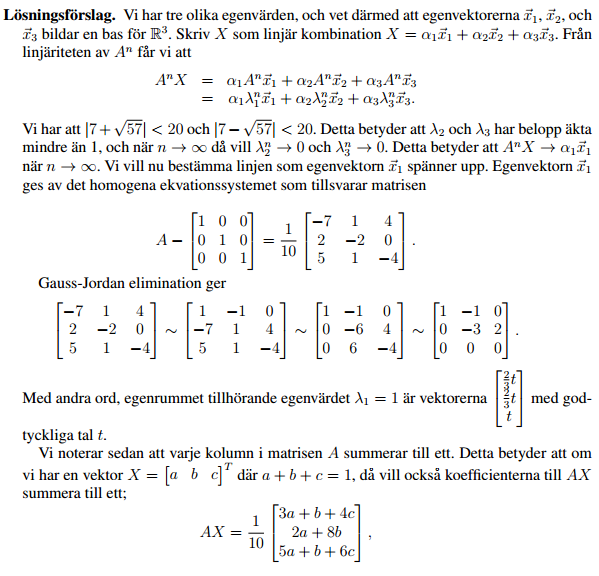 Lösningsförslag. Vi har tre olika egenvärden, och vet därmed att egenvektorerna $\vec{x}_1$, $\vec{x}_2$, och
$\vec{x}_3$ bildar en bas för $\mathbb{R}^3$. Skriv $X$ som linjär kombination $X = \alpha_1\vec{x}_1 + \alpha_2\vec{x}_2 + \alpha_3\vec{x}_3$. Från
linjäriteten av $A^n$ får vi att
$A^n X = \alpha_1 A^n\vec{x}_1 + \alpha_2 A^n\vec{x}_2 + \alpha_3 A^n\vec{x}_3$
$= \alpha_1\lambda_1^n\vec{x}_1 + \alpha_2\lambda_2^n\vec{x}_2 + \alpha_3\lambda_3^n\vec{x}_3.$
Vi har att $|7 + \sqrt{57}| < 20$ och $|7 - \sqrt{57}| < 20$. Detta betyder att $\lambda_2$ och $\lambda_3$ har belopp äkta
mindre än 1, och när $n \to \infty$ då vill $\lambda_2^n \to 0$ och $\lambda_3^n \to 0$. Detta betyder att $A^n X \to \alpha_1\vec{x}_1$
när $n \to \infty$. Vi vill nu bestämma linjen som egenvektorn $\vec{x}_1$ spänner upp. Egenvektorn $\vec{x}_1$
ges av det homogena ekvationssystemet som tillsvarar matrisen
$A - \begin{bmatrix} 1 & 0 & 0 \\ 0 & 1 & 0 \\ 0 & 0 & 1 \end{bmatrix} = \frac{1}{10} \begin{bmatrix} -7 & 1 & 4 \\ 2 & -2 & 0 \\ 5 & 1 & -4 \end{bmatrix}.$
Gauss-Jordan elimination ger
$\begin{bmatrix} -7 & 1 & 4 \\ 2 & -2 & 0 \\ 5 & 1 & -4 \end{bmatrix} \sim \begin{bmatrix} 1 & -1 & 0 \\ -7 & 1 & 4 \\ 5 & 1 & -4 \end{bmatrix} \sim \begin{bmatrix} 1 & -1 & 0 \\ 0 & -6 & 4 \\ 0 & 6 & -4 \end{bmatrix} \sim \begin{bmatrix} 1 & -1 & 0 \\ 0 & -3 & 2 \\ 0 & 0 & 0 \end{bmatrix}.$
Med andra ord, egenrummet tillhörande egenvärdet $\lambda_1 = 1$ är vektorerna $\begin{bmatrix} \frac{2}{3}t \\ \frac{2}{3}t \\ t \end{bmatrix}$ med god-
tyckliga tal $t$.
Vi noterar sedan att varje kolumn i matrisen $A$ summerar till ett. Detta betyder att om
vi har en vektor $X = \begin{bmatrix} a & b & c \end{bmatrix}^T$ där $a + b + c = 1$, då vill också koefficienterna till $AX$
summera till ett;
$AX = \frac{1}{10} \begin{bmatrix} 3a + b + 4c \\ 2a + 8b \\ 5a + b + 6c \end{bmatrix},$